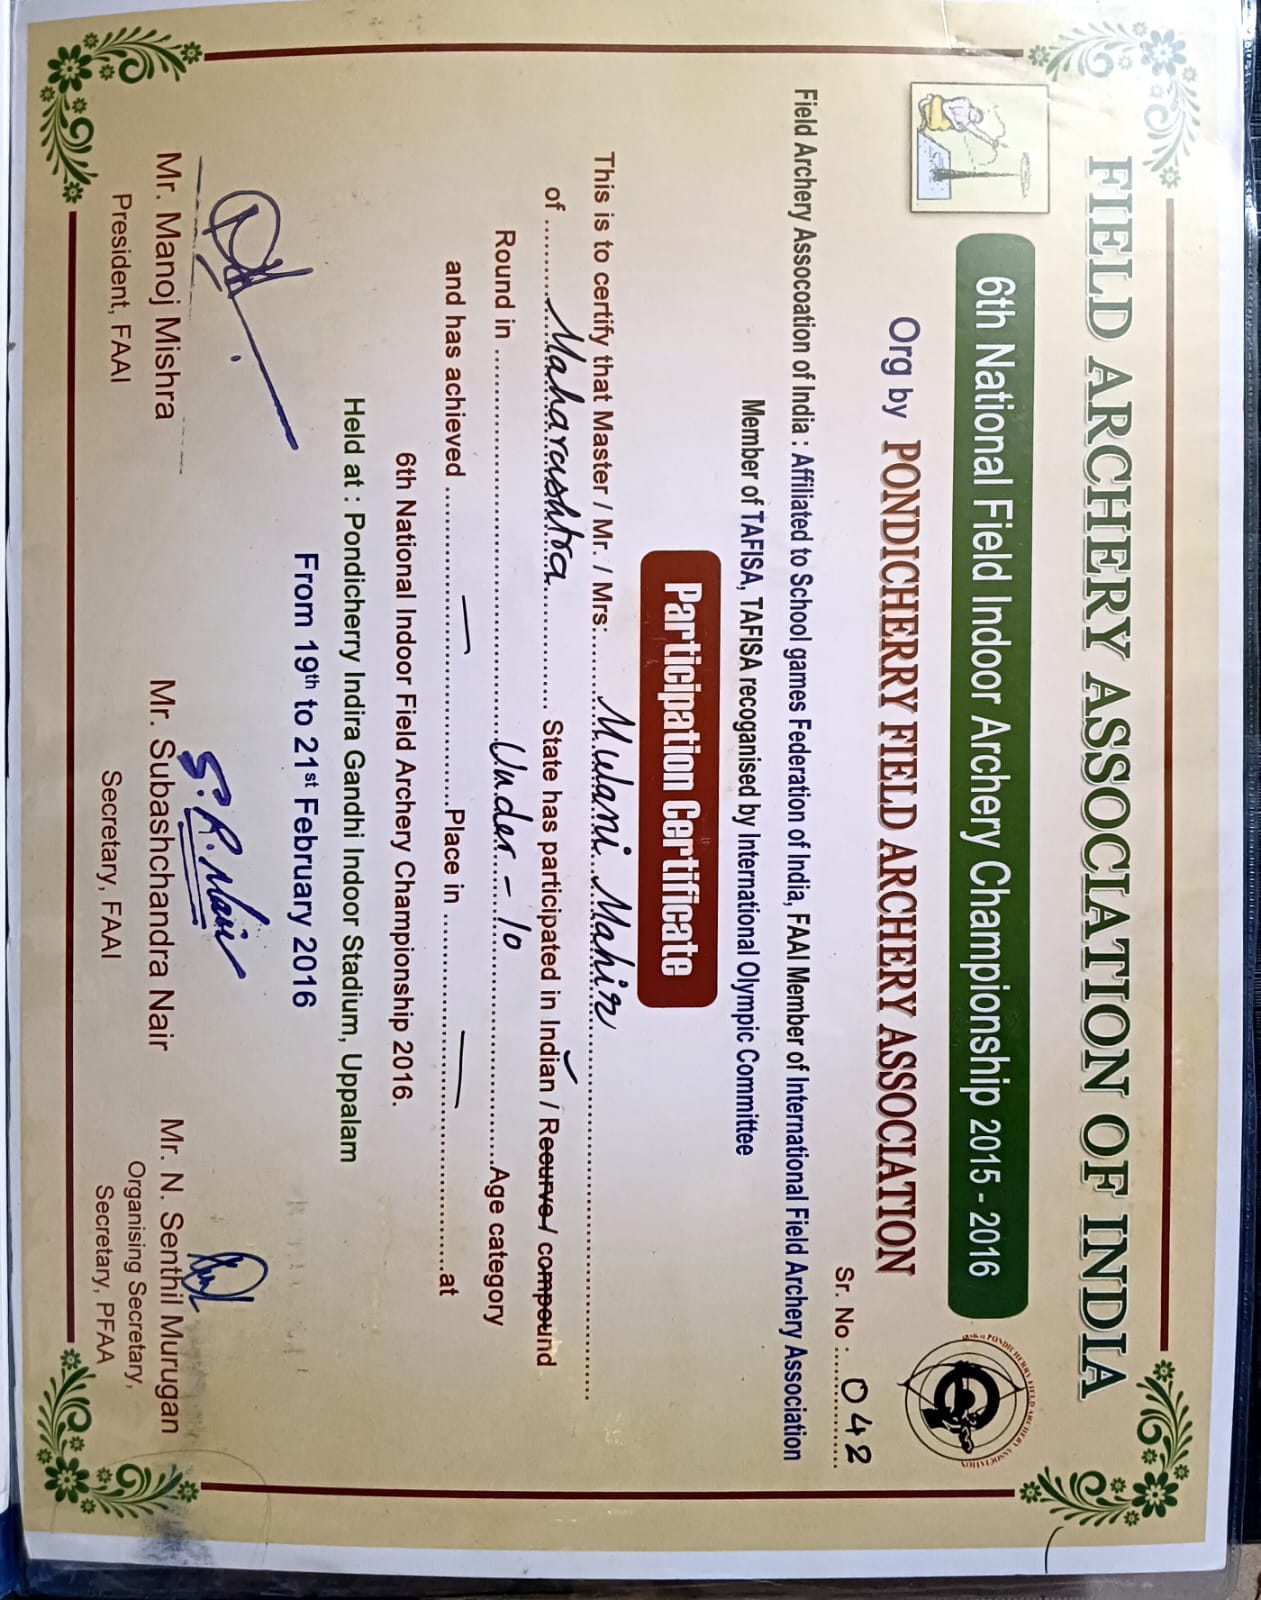 FIELD ARCHERY ASSOCIATION OF INDIA
6th National Field Indoor Archery Championship 2015 - 2016
Org by PONDICHERRY FIELD ARCHERY ASSOCIATION
Sr. No :... 042
Field Archery Assocoation of India : Affiliated to School games Federation of India, FAAI Member of International Field Archery Association
Member of TAFISA, TAFISA recoganised by International Olympic Committee
Participation Certificate
This is to certify that Master / Mr. / Mrs:...... Mulani Mahir
of .......... Maharashtra ............... State has participated in Indian / Recurve / compound
Round in .......... Under - 10 .......... Age category
and has achieved .......... — .......... Place in .......... — .......... at
6th National Indoor Field Archery Championship 2016.
Held at : Pondicherry Indira Gandhi Indoor Stadium, Uppalam
From 19th to 21st February 2016
S. R. Nair
Mr. Manoj Mishra
President, FAAI
Mr. Subashchandra Nair
Secretary, FAAI
Mr. N. Senthil Murugan
Organising Secretary,
Secretary, PFAA